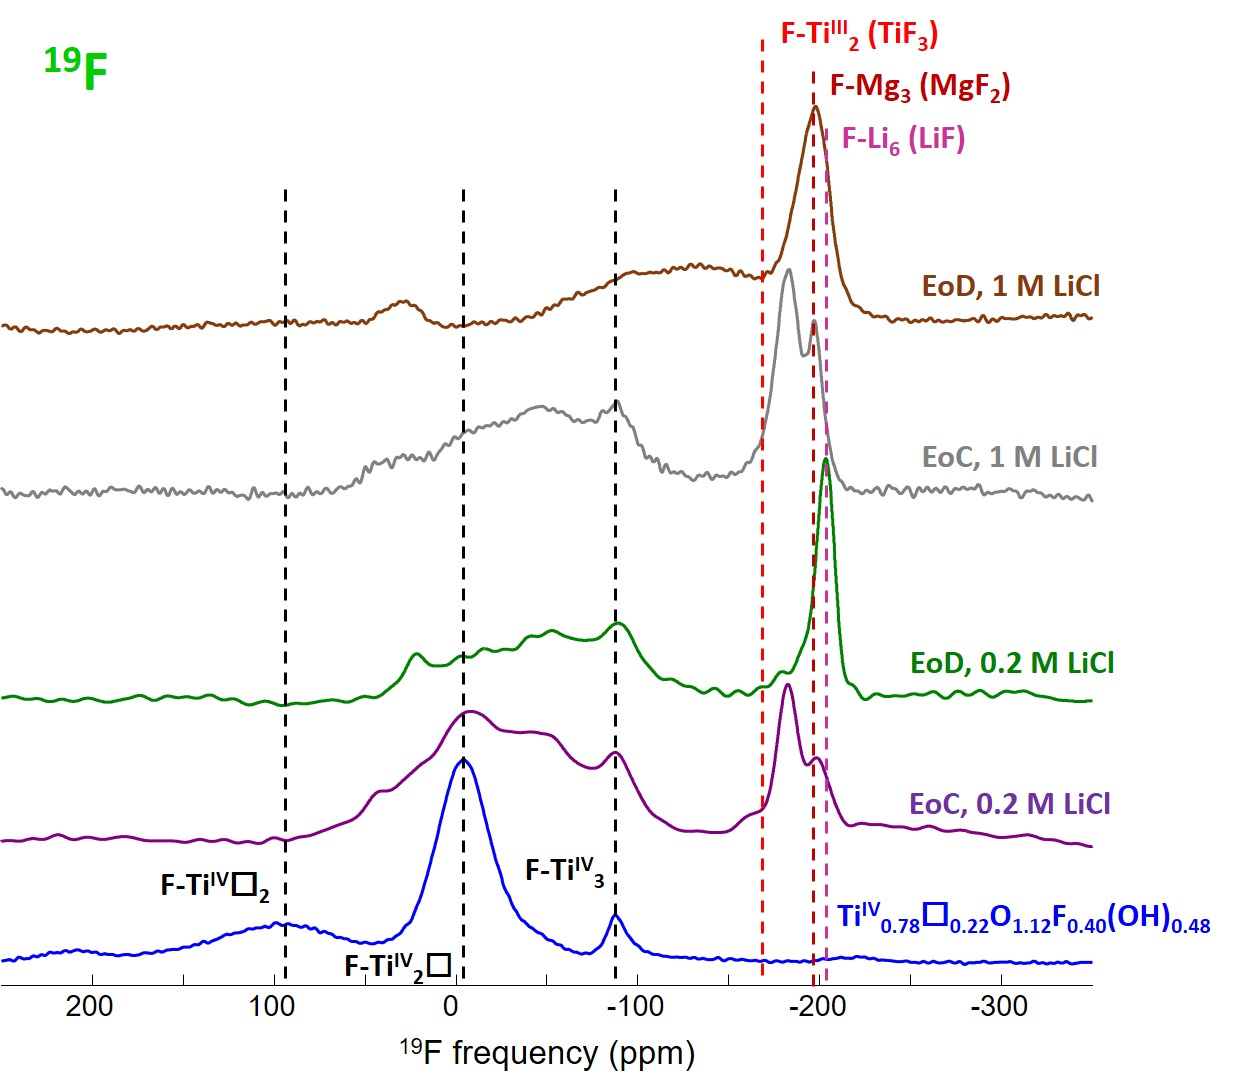 ¹⁹F
F-Tiᴵᴵᴵ₂ (TiF₃)
F-Mg₃ (MgF₂)
F-Li₆ (LiF)
EoD, 1 M LiCl
EoC, 1 M LiCl
EoD, 0.2 M LiCl
EoC, 0.2 M LiCl
F-Tiᴵⱽ□₂
F-Tiᴵⱽ₃
Tiᴵⱽ₀.₇₈□₀.₂₂O₁.₁₂F₀.₄₀(OH)₀.₄₈
F-Tiᴵⱽ₂□
200 100 0 -100 -200 -300
¹⁹F frequency (ppm)